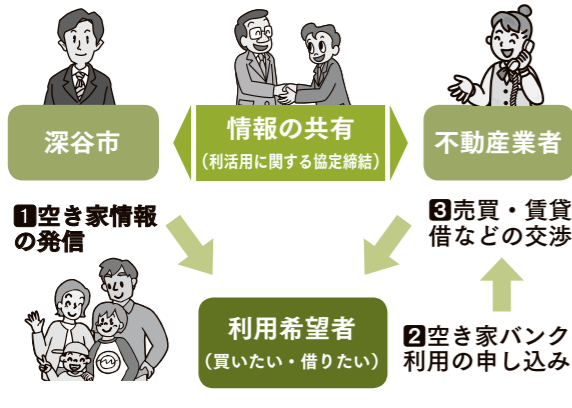 深谷市
情報の共有
(利活用に関する協定締結)
不動産業者
1空き家情報
の発信
3売買・賃貸
借などの交渉
利用希望者
(買いたい・借りたい)
2空き家バンク
利用の申し込み